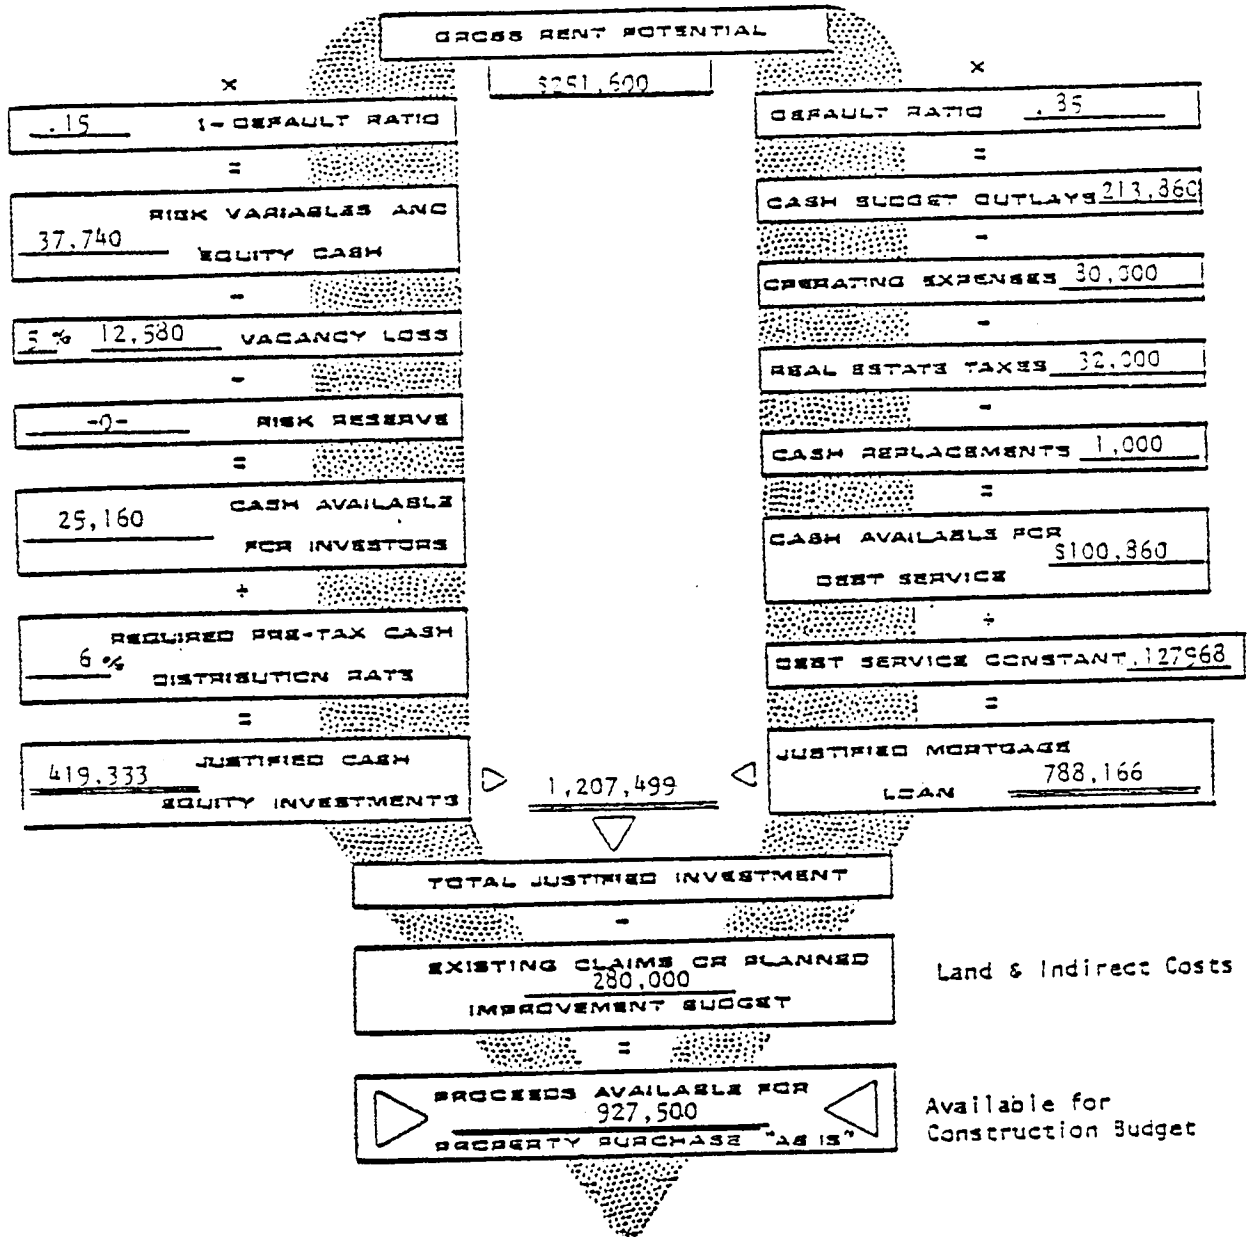 GROSS RENT POTENTIAL
$251,600
×
.15 1- DEFAULT RATIO
=
37,740 RISK VARIABLES AND
EQUITY CASH
-
5 % 12,580 VACANCY LOSS
-
-0- RISK RESERVE
=
25,160 CASH AVAILABLE
FOR INVESTORS
÷
REQUIRED PRE-TAX CASH
6 % DISTRIBUTION RATE
=
419,333 JUSTIFIED CASH
EQUITY INVESTMENTS
×
DEFAULT RATIO .85
=
CASH BUDGET OUTLAYS 213,860
-
OPERATING EXPENSES 80,000
-
REAL ESTATE TAXES 32,000
-
CASH REPLACEMENTS 1,000
=
CASH AVAILABLE FOR $100,860
DEBT SERVICE
÷
DEBT SERVICE CONSTANT .127968
=
JUSTIFIED MORTGAGE
LOAN 788,166
1,207,499
TOTAL JUSTIFIED INVESTMENT
-
EXISTING CLAIMS OR PLANNED
280,000
IMPROVEMENT BUDGET
Land & Indirect Costs
=
PROCEEDS AVAILABLE FOR
927,500
PROPERTY PURCHASE "AS IS"
Available for
Construction Budget